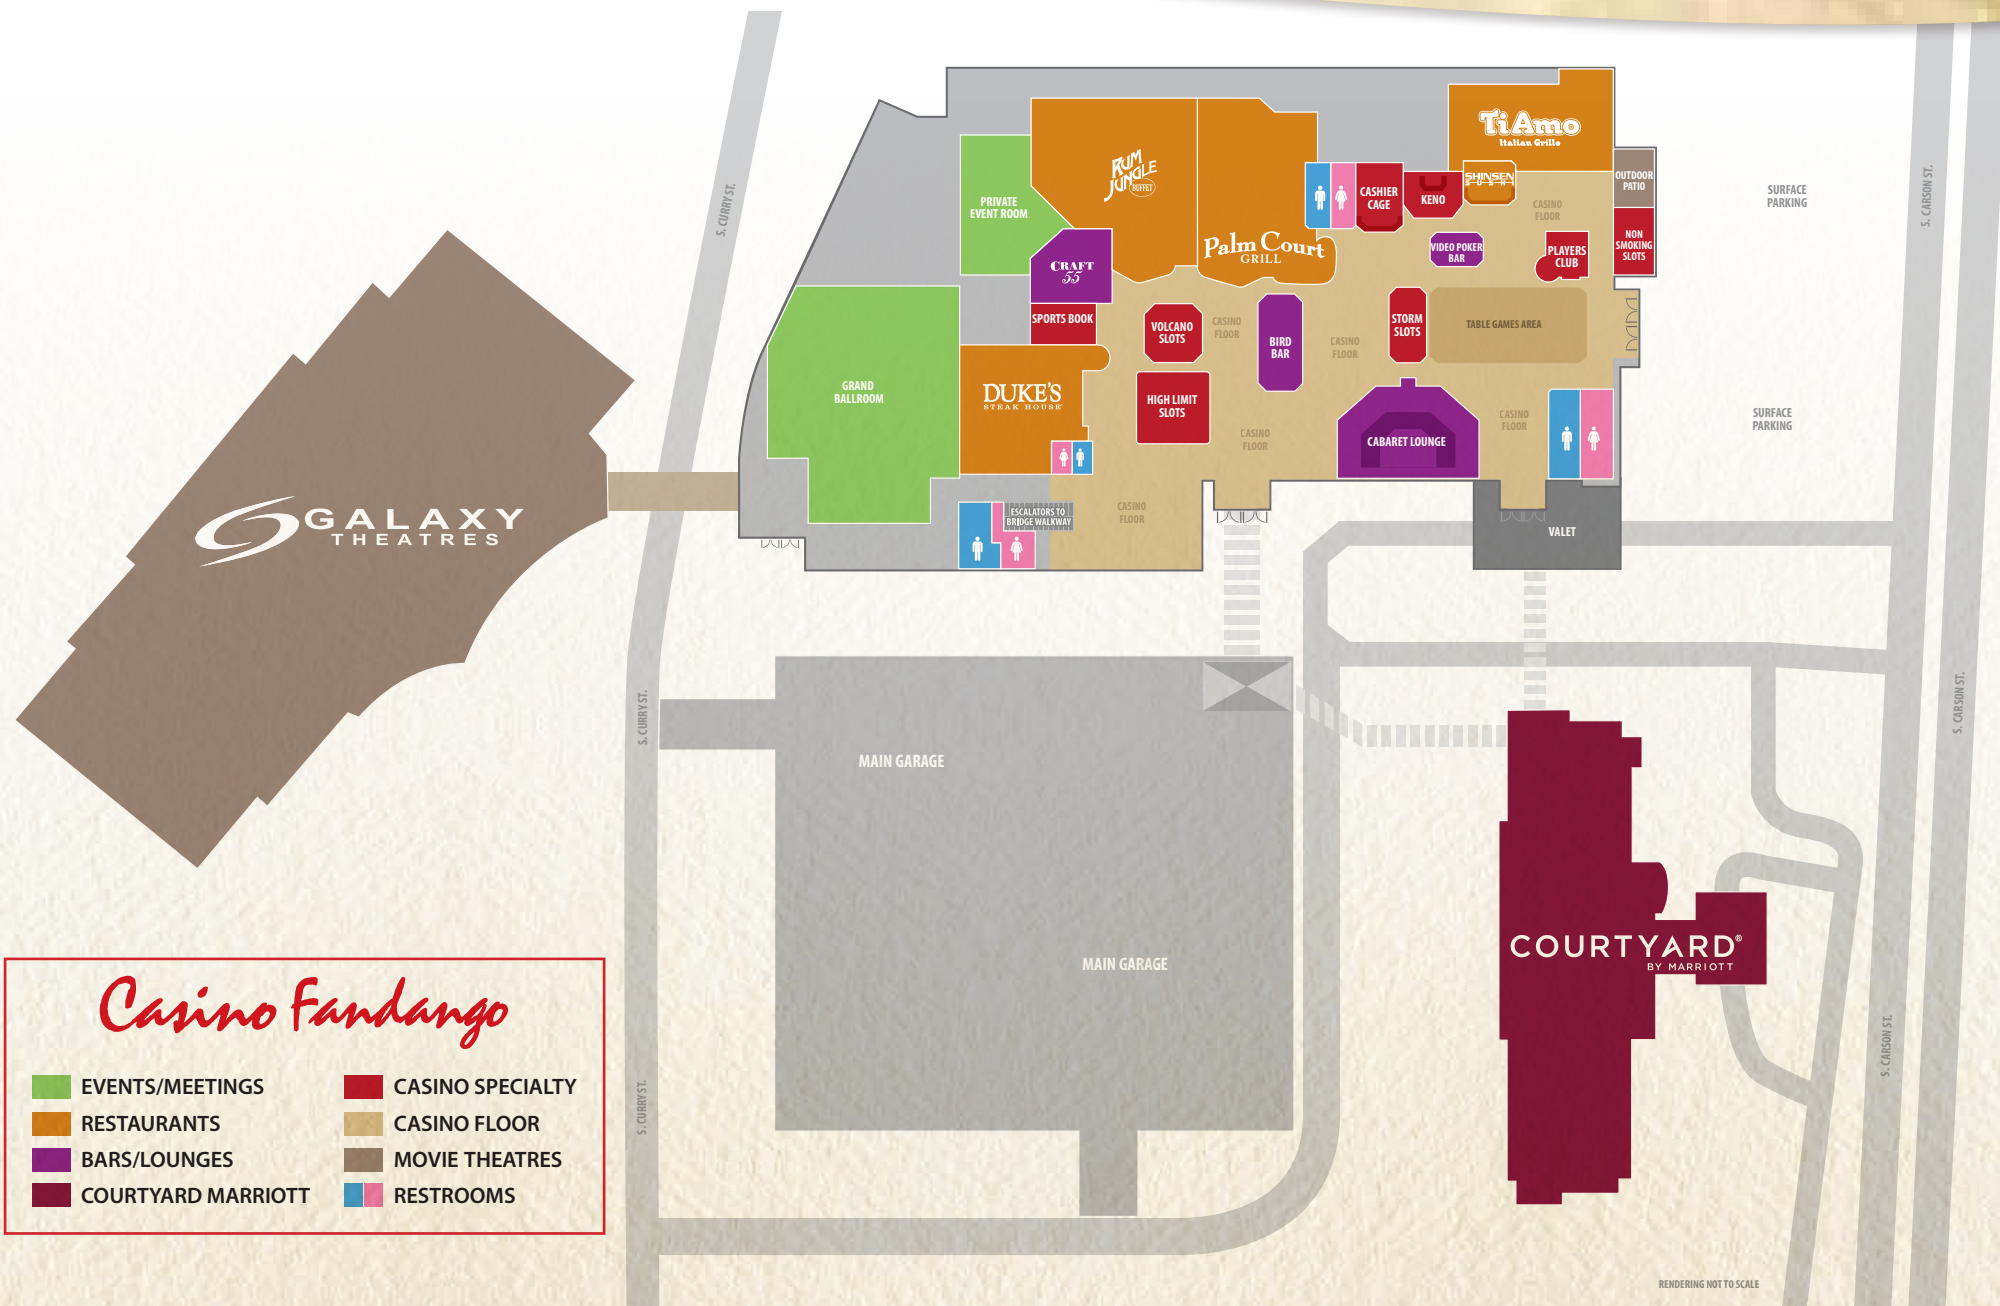 S. CURRY ST.
S. CURRY ST.
S. CURRY ST.
S. CARSON ST.
S. CARSON ST.
S. CARSON ST.
GALAXY
THEATRES
PRIVATE
EVENT ROOM
RUM
JUNGLE
BUFFET
Palm Court
GRILL
CASHIER
CAGE
KENO
Ti Amo
Italian Grille
SHINSEN
SUSHI
OUTDOOR
PATIO
NON
SMOKING
SLOTS
CASINO
FLOOR
VIDEO POKER
BAR
PLAYERS
CLUB
CRAFT
55
SPORTS BOOK
VOLCANO
SLOTS
CASINO
FLOOR
BIRD
BAR
CASINO
FLOOR
STORM
SLOTS
TABLE GAMES AREA
GRAND
BALLROOM
DUKE'S
STEAK HOUSE
HIGH LIMIT
SLOTS
CASINO
FLOOR
CABARET LOUNGE
CASINO
FLOOR
ESCALATORS TO
BRIDGE WALKWAY
CASINO
FLOOR
VALET
SURFACE
PARKING
SURFACE
PARKING
MAIN GARAGE
MAIN GARAGE
COURTYARD®
BY MARRIOTT
Casino Fandango
EVENTS/MEETINGS
RESTAURANTS
BARS/LOUNGES
COURTYARD MARRIOTT
CASINO SPECIALTY
CASINO FLOOR
MOVIE THEATRES
RESTROOMS
RENDERING NOT TO SCALE